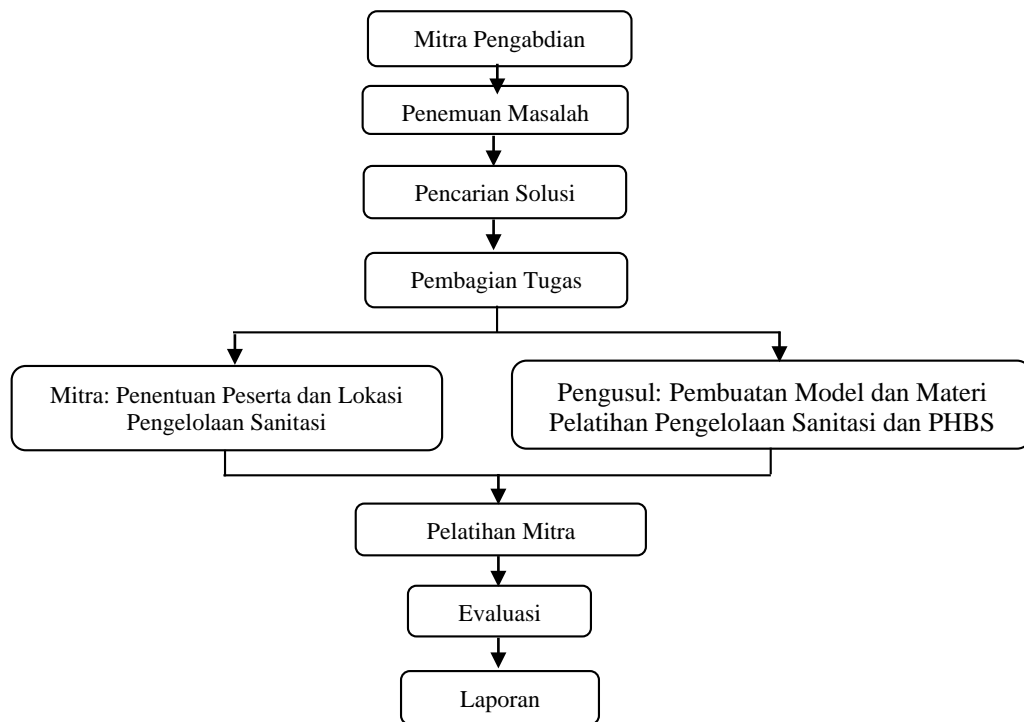 Mitra Pengabdian
Penemuan Masalah
Pencarian Solusi
Pembagian Tugas
Mitra: Penentuan Peserta dan Lokasi
Pengelolaan Sanitasi
Pengusul: Pembuatan Model dan Materi
Pelatihan Pengelolaan Sanitasi dan PHBS
Pelatihan Mitra
Evaluasi
Laporan